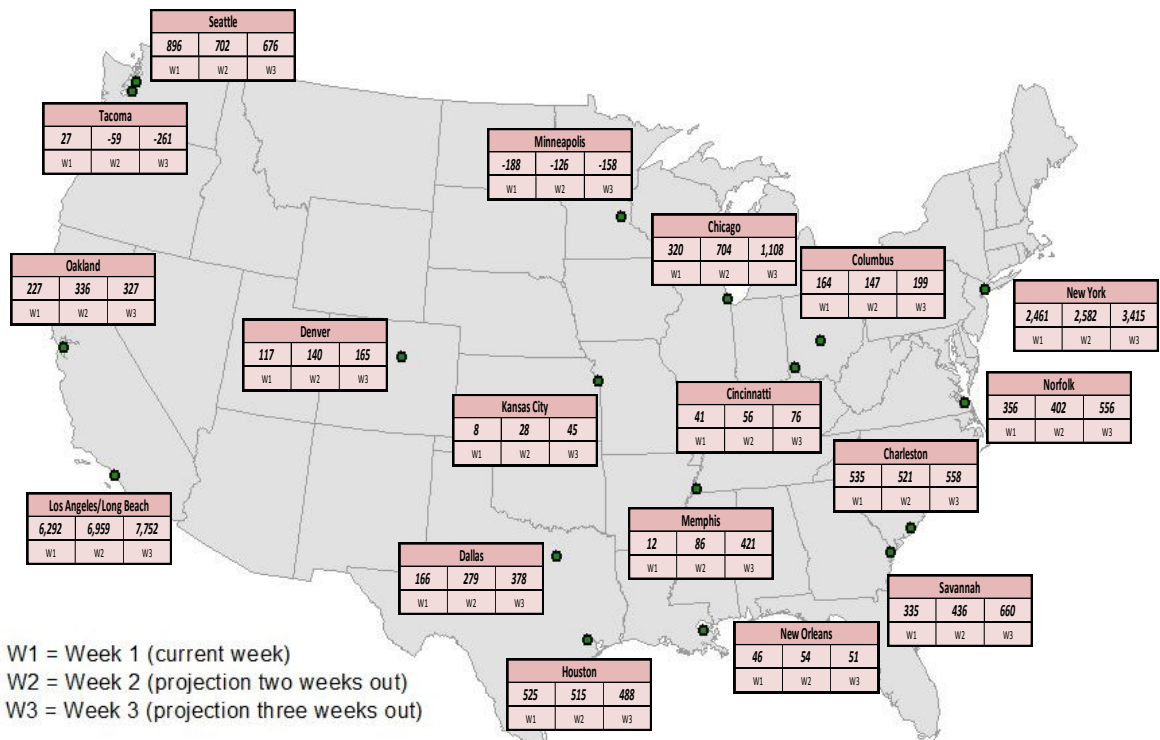 Seattle
896 702 676
W1 W2 W3
Tacoma
27 -59 -261
W1 W2 W3
Minneapolis
-188 -126 -158
W1 W2 W3
Chicago
320 704 1,108
W1 W2 W3
Columbus
164 147 199
W1 W2 W3
Oakland
227 336 327
W1 W2 W3
New York
2,461 2,582 3,415
W1 W2 W3
Denver
117 140 165
W1 W2 W3
Norfolk
356 402 556
W1 W2 W3
Cincinnatti
41 56 76
W1 W2 W3
Kansas City
8 28 45
W1 W2 W3
Charleston
535 521 558
W1 W2 W3
Los Angeles/Long Beach
6,292 6,959 7,752
W1 W2 W3
Memphis
12 86 421
W1 W2 W3
Dallas
166 279 378
W1 W2 W3
Savannah
335 436 660
W1 W2 W3
New Orleans
46 54 51
W1 W2 W3
Houston
525 515 488
W1 W2 W3
W1 = Week 1 (current week)
W2 = Week 2 (projection two weeks out)
W3 = Week 3 (projection three weeks out)